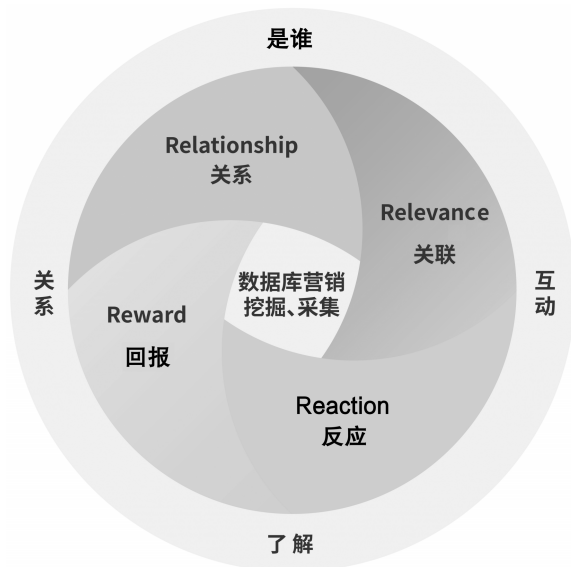 是谁
Relationship
关系
Relevance
关联
关系
数据库营销
挖掘、采集
互动
Reward
回报
Reaction
反应
了解